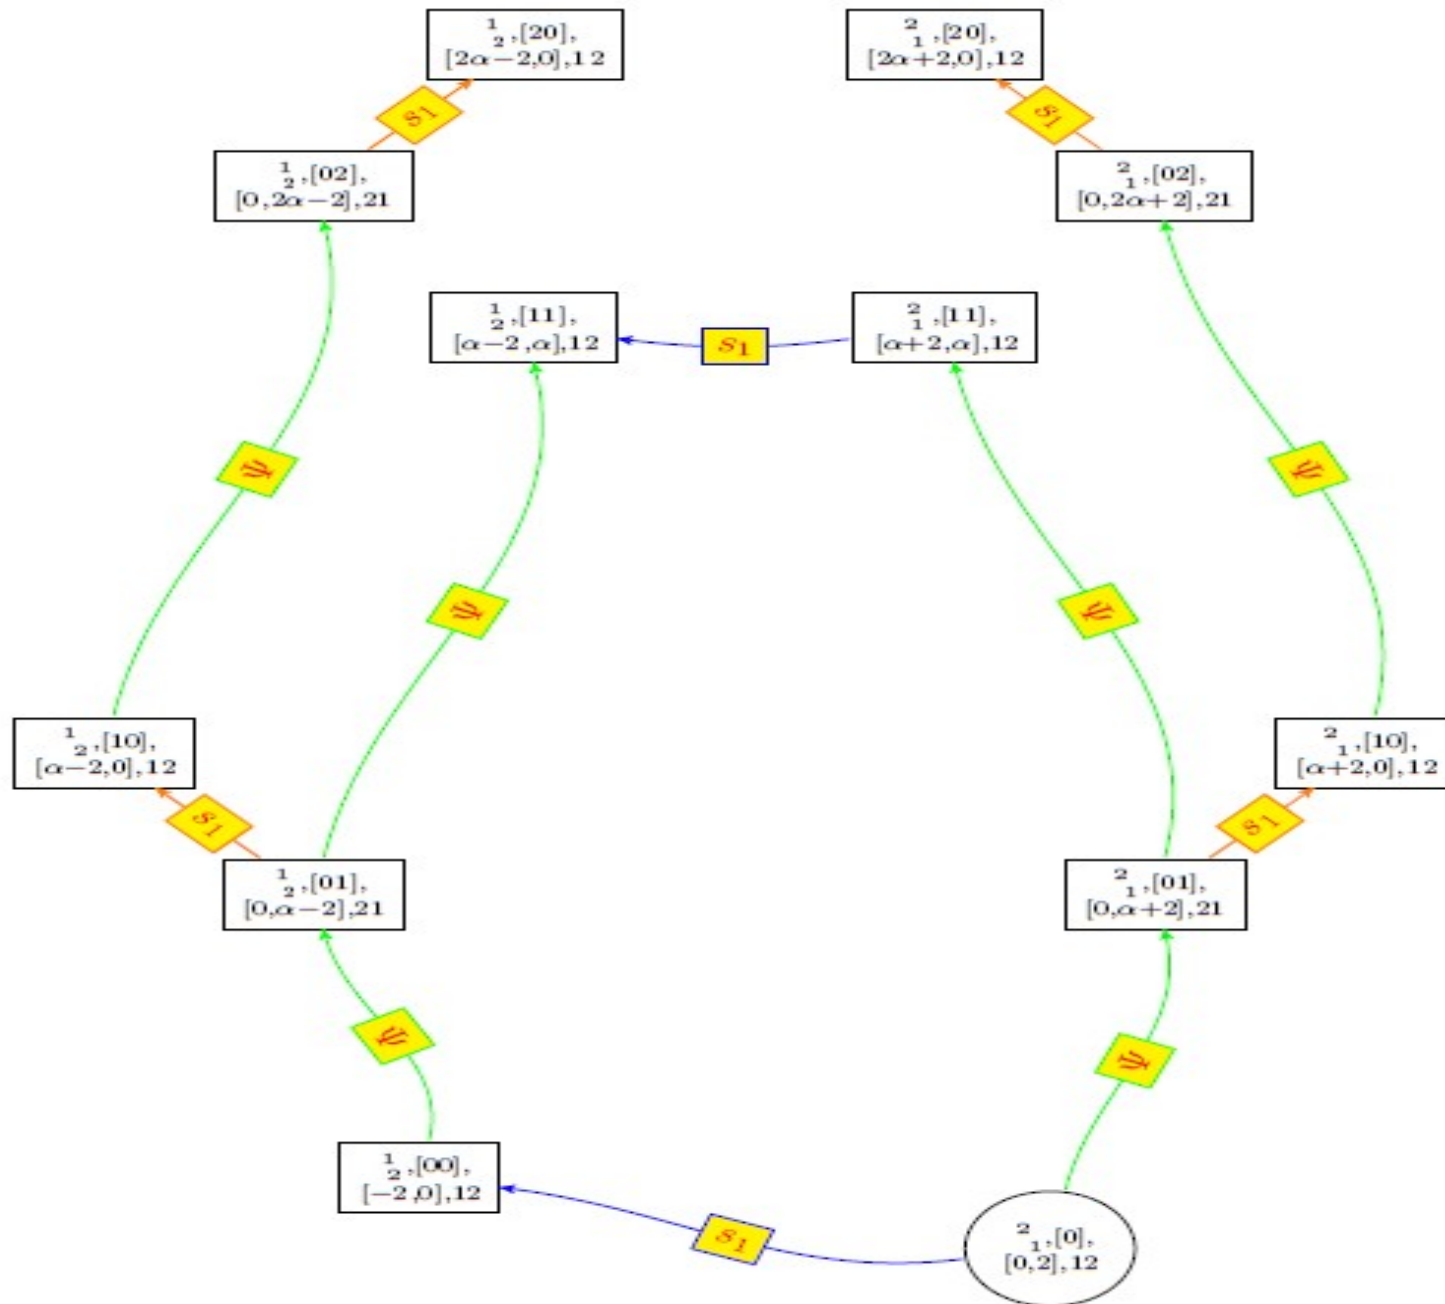 1
2,[20],
[2α−2,0],12
2
1,[20],
[2α+2,0],12
s1
s1
1
2,[02],
[0,2α−2],21
2
1,[02],
[0,2α+2],21
1
2,[11],
[α−2,α],12
s1
2
1,[11],
[α+2,α],12
Ψ
Ψ
Ψ
Ψ
1
2,[10],
[α−2,0],12
2
1,[10],
[α+2,0],12
s1
s1
1
2,[01],
[0,α−2],21
2
1,[01],
[0,α+2],21
Ψ
Ψ
1
2,[00],
[−2,0],12
s1
2
1,[0],
[0,2],12